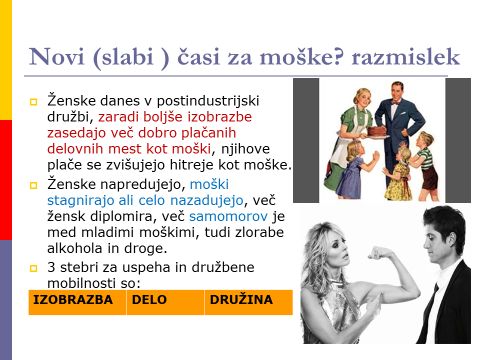 Novi (slabi ) časi za moške? razmislek
Ženske danes v postindustrijski
družbi, zaradi boljše izobrazbe
zasedajo več dobro plačanih
delovnih mest kot moški, njihove
plače se zvišujejo hitreje kot moške.
Ženske napredujejo, moški
stagnirajo ali celo nazadujejo, več
žensk diplomira, več samomorov je
med mladimi moškimi, tudi zlorabe
alkohola in droge.
3 stebri za uspeha in družbene
mobilnosti so:
IZOBRAZBA DELO DRUŽINA